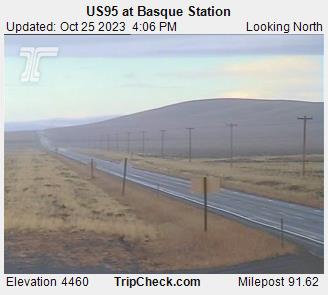 US95 at Basque Station
Updated: Oct 25 2023 4:06 PM Looking North
Elevation 4460 TripCheck.com Milepost 91.62